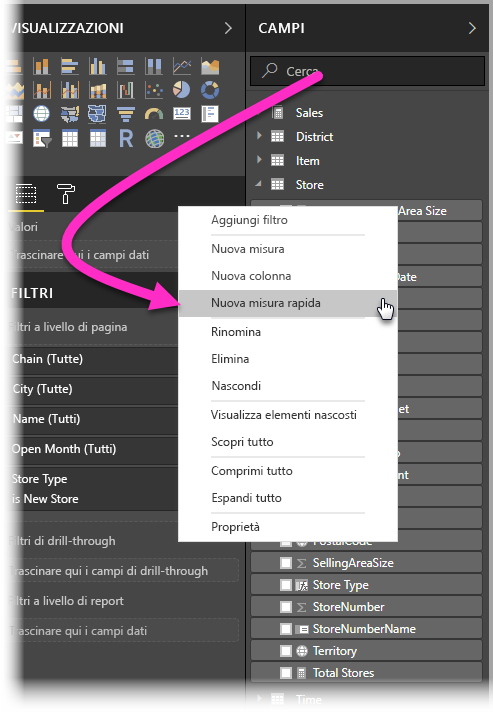 VISUALIZZAZIONI
CAMPI
Cerca
Sales
District
Item
Store
Area Size
Date
Valori
Trascinare qui i campi dati
FILTRI
Filtri a livello di pagina
Chain (Tutte)
City (Tutte)
Name (Tutti)
Open Month (Tutti)
Store Type
is New Store
Filtri di drill-through
Trascinare qui i campi di drill-through
Filtri a livello di report
Trascinare qui i campi dati
Aggiungi filtro
Nuova misura
Nuova colonna
Nuova misura rapida
Rinomina
Elimina
Nascondi
Visualizza elementi nascosti
Scopri tutto
Comprimi tutto
Espandi tutto
Proprietà
PostalCode
SellingAreaSize
Store Type
StoreNumber
StoreNumberName
Territory
Total Stores
Time
R
123